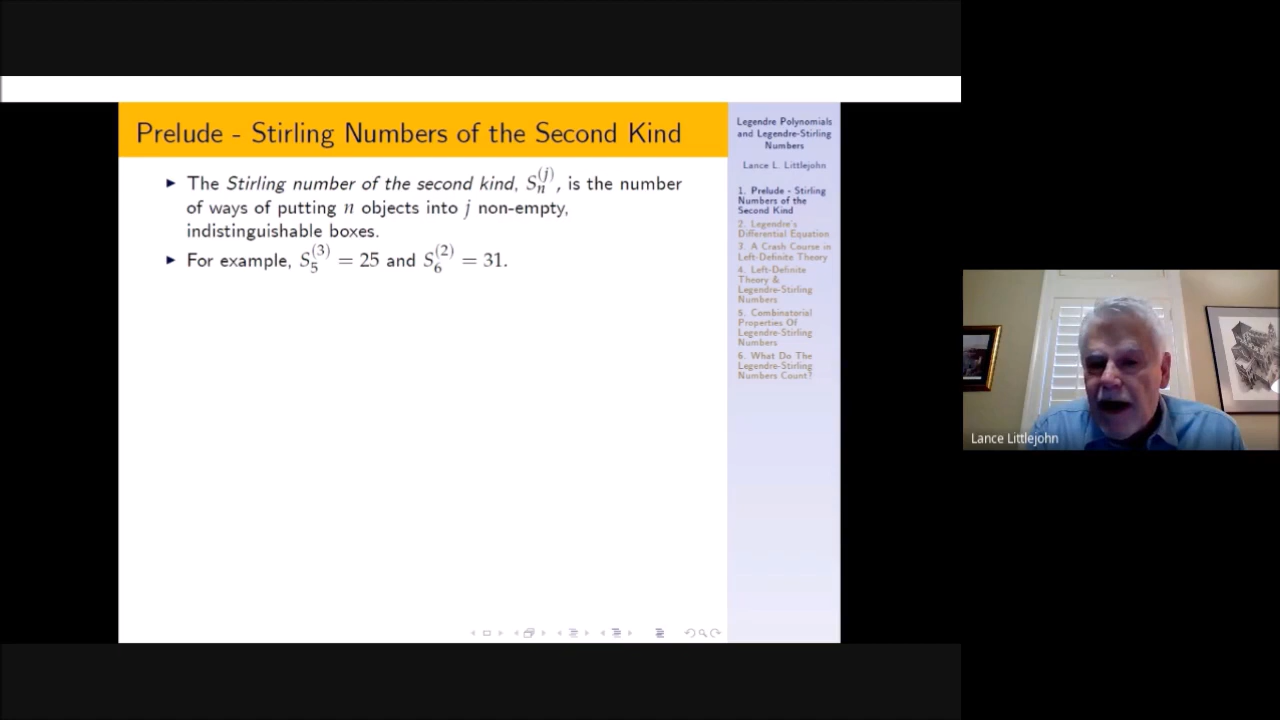 Prelude - Stirling Numbers of the Second Kind
► The Stirling number of the second kind, S_n^{(j)}, is the number
of ways of putting n objects into j non-empty,
indistinguishable boxes.
► For example, S_5^{(3)} = 25 and S_6^{(2)} = 31.
Legendre Polynomials
and Legendre-Stirling
Numbers
Lance L. Littlejohn
1. Prelude - Stirling
Numbers of the
Second Kind
2. Legendre's
Differential Equation
3. A Crash Course in
Left-Definite Theory
4. Left-Definite
Theory &
Legendre-Stirling
Numbers
5. Combinatorial
Properties Of
Legendre-Stirling
Numbers
6. What Do The
Legendre-Stirling
Numbers Count?
Lance Littlejohn